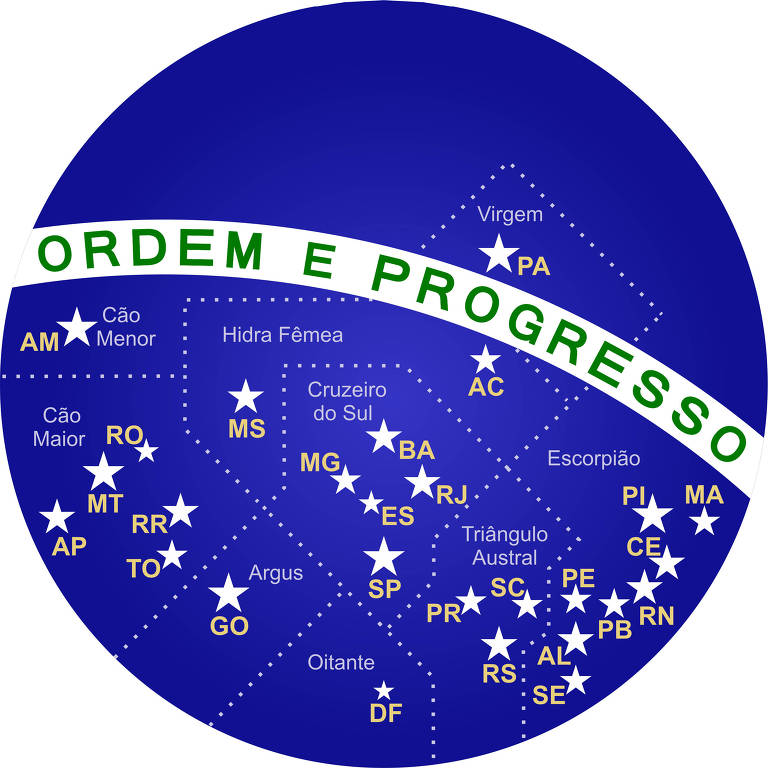 Virgem
PA
ORDEM E PROGRESSO
Cão
Menor
AM
Hidra Fêmea
AC
Cruzeiro
do Sul
MS
Cão
Maior
RO
BA
MG
RJ
ES
Escorpião
PI
MA
MT
RR
AP
TO
Triângulo
Austral
CE
Argus
SP
SC
PE
PR
RN
PB
GO
AL
RS
SE
Oitante
DF